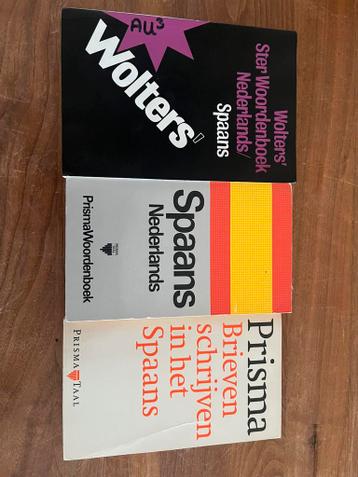 AU³
Wolters'
Wolters'
Ster Woordenboek
Nederlands/
Spaans
Spaans
Nederlands
PrismaWoordenboek
Prisma
Brieven
schrijven
in het
Spaans
PRISMA TAAL